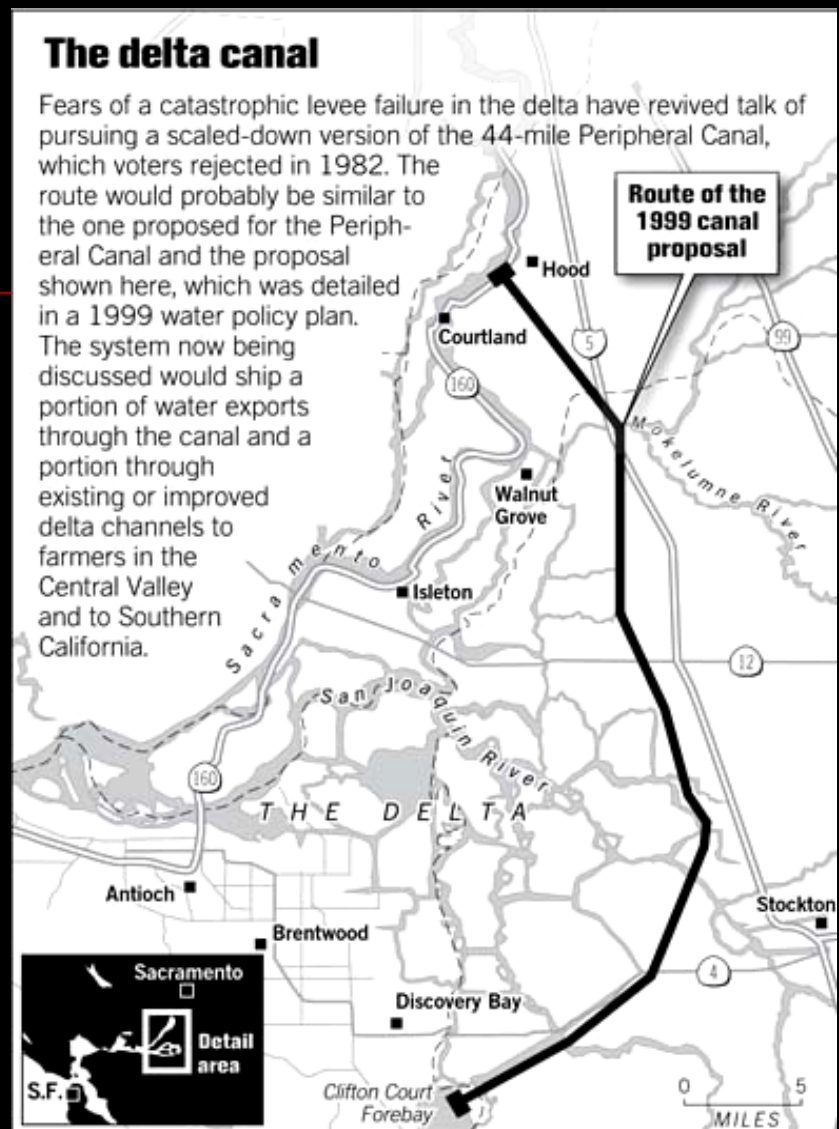 The delta canal
Fears of a catastrophic levee failure in the delta have revived talk of
pursuing a scaled-down version of the 44-mile Peripheral Canal,
which voters rejected in 1982. The
route would probably be similar to
the one proposed for the Periph-
eral Canal and the proposal
shown here, which was detailed
in a 1999 water policy plan.
The system now being
discussed would ship a
portion of water exports
through the canal and a
portion through
existing or improved
delta channels to
farmers in the
Central Valley
and to Southern
California.
Route of the
1999 canal
proposal
Hood
Courtland
5
99
160
Mokelumne River
Walnut
Grove
Sacramento River
Isleton
12
San Joaquin River
160
THE DELTA
Antioch
Stockton
Brentwood
4
Discovery Bay
Sacramento
Detail
area
S.F.
Clifton Court
Forebay
0 5
MILES